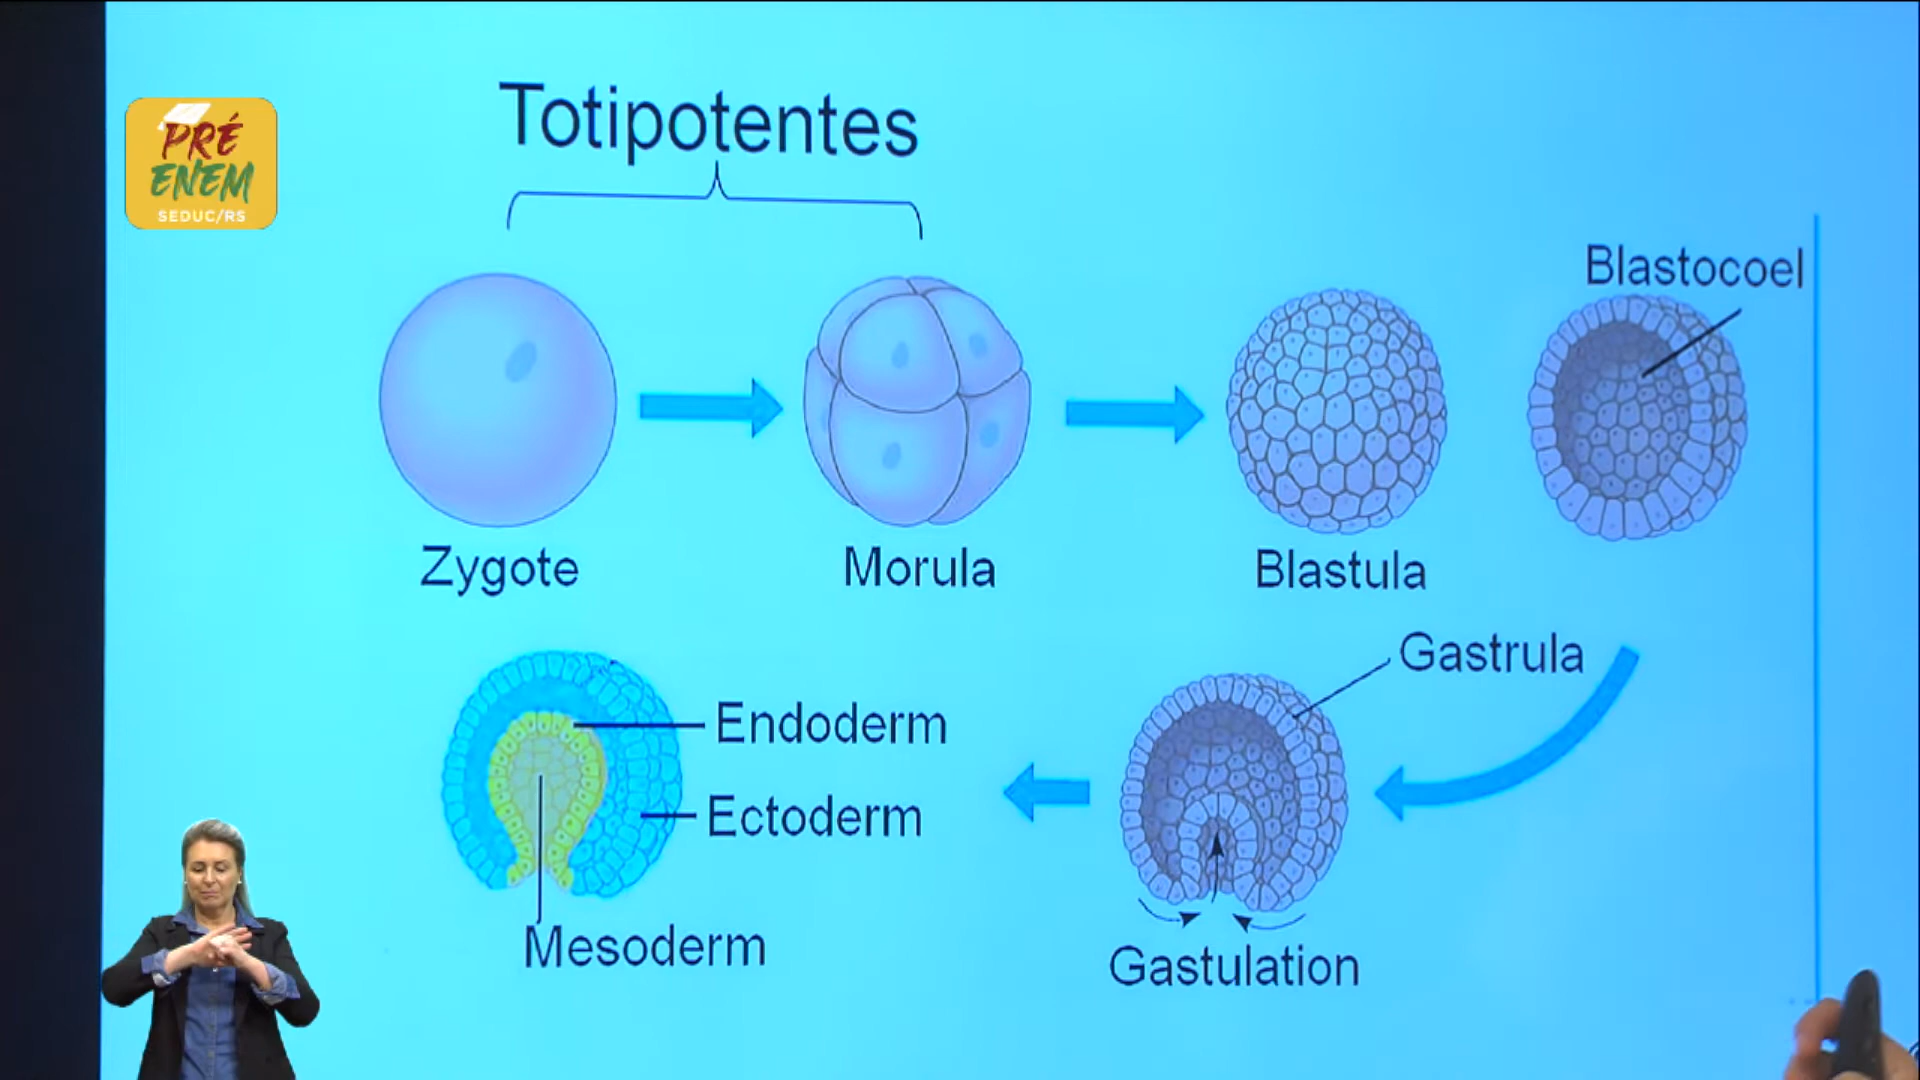 PRÉ
ENEM
SEDUC/RS
Totipotentes
Blastocoel
Zygote
Morula
Blastula
Gastrula
Endoderm
Ectoderm
Mesoderm
Gastulation